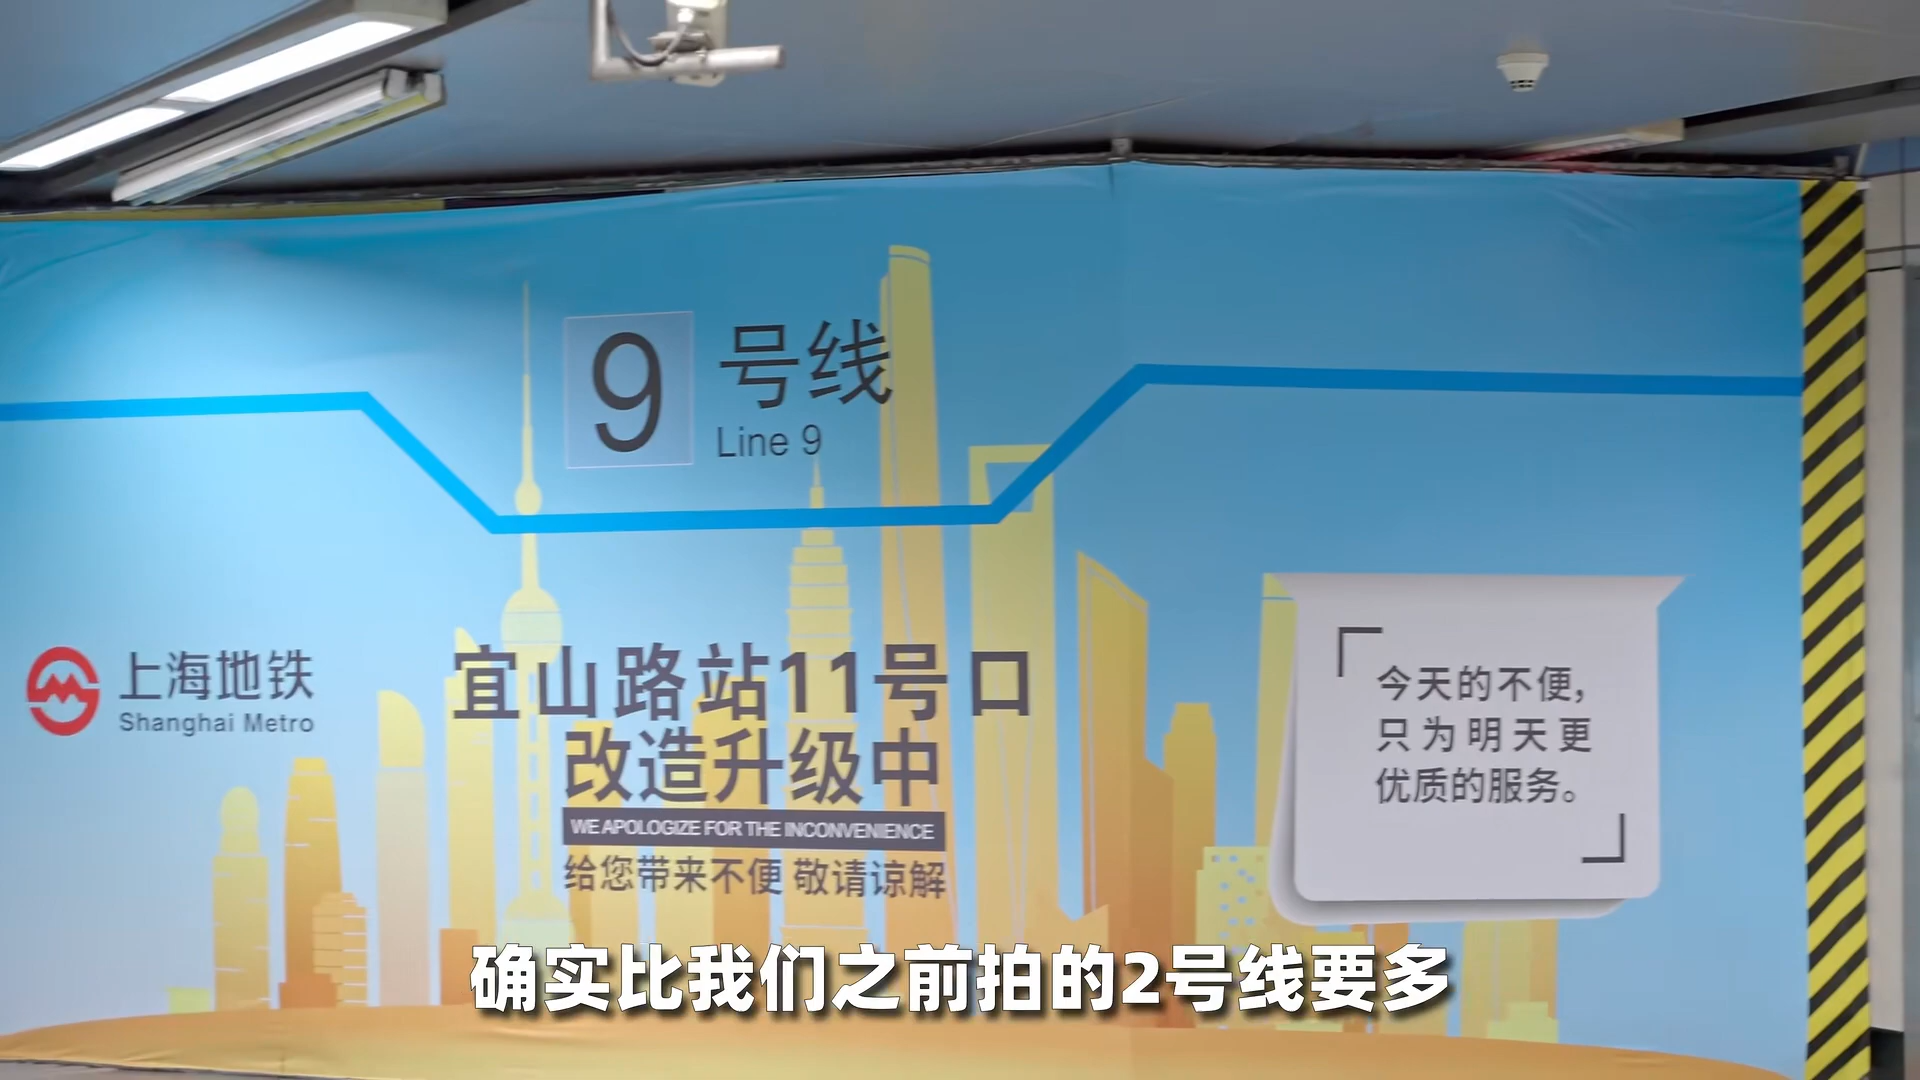 9 号线
Line 9
上海地铁
Shanghai Metro
宜山路站11号口
改造升级中
WE APOLOGIZE FOR THE INCONVENIENCE
给您带来不便 敬请谅解
今天的不便,
只为明天更
优质的服务。
确实比我们之前拍的2号线要多